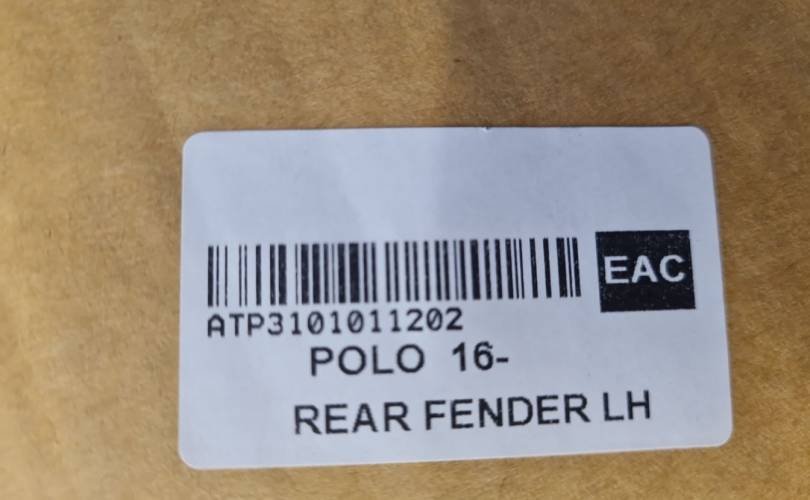 EAC
ATP3101011202
POLO 16-
REAR FENDER LH